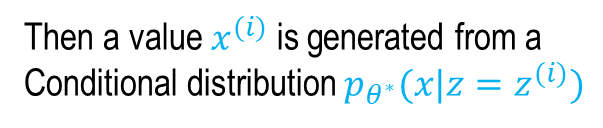 Then a value x⁽ⁱ⁾ is generated from a
Conditional distribution p_θ*(x|z = z⁽ⁱ⁾)